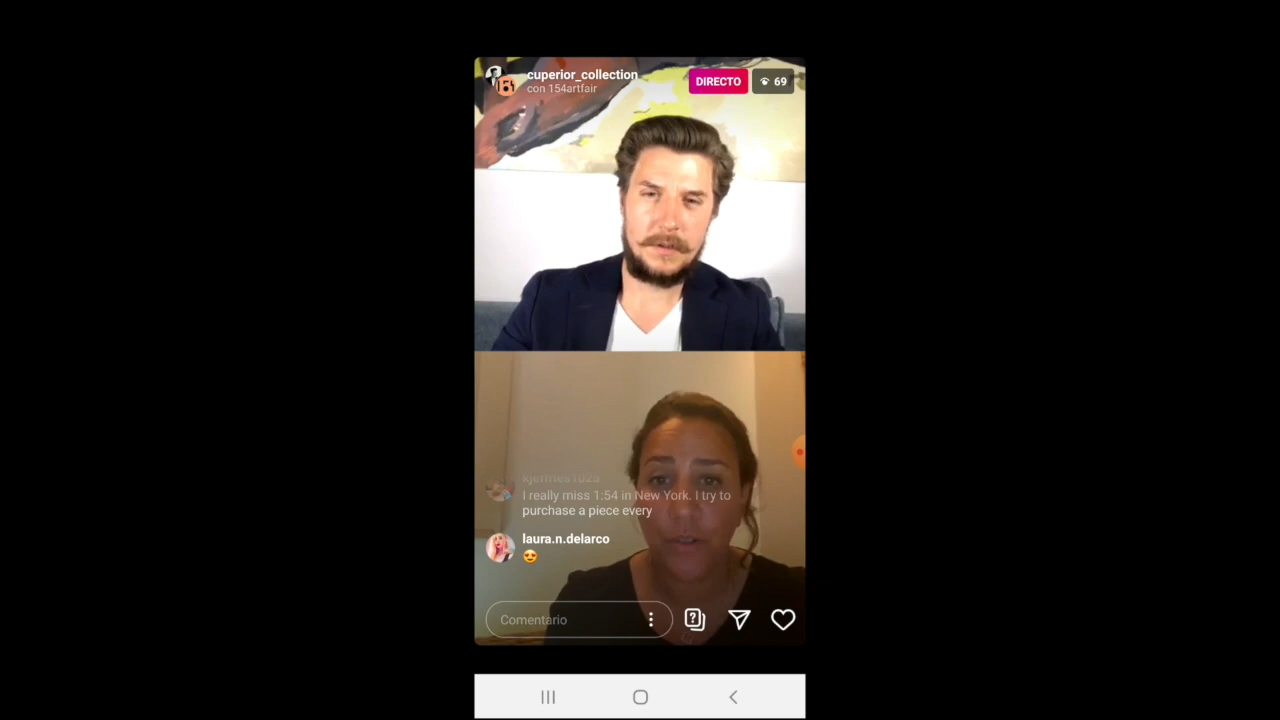 cuperior_collection
con 154artfair
DIRECTO
69
I really miss 1:54 in New York. I try to
purchase a piece every
laura.n.delarco
😍
Comentario